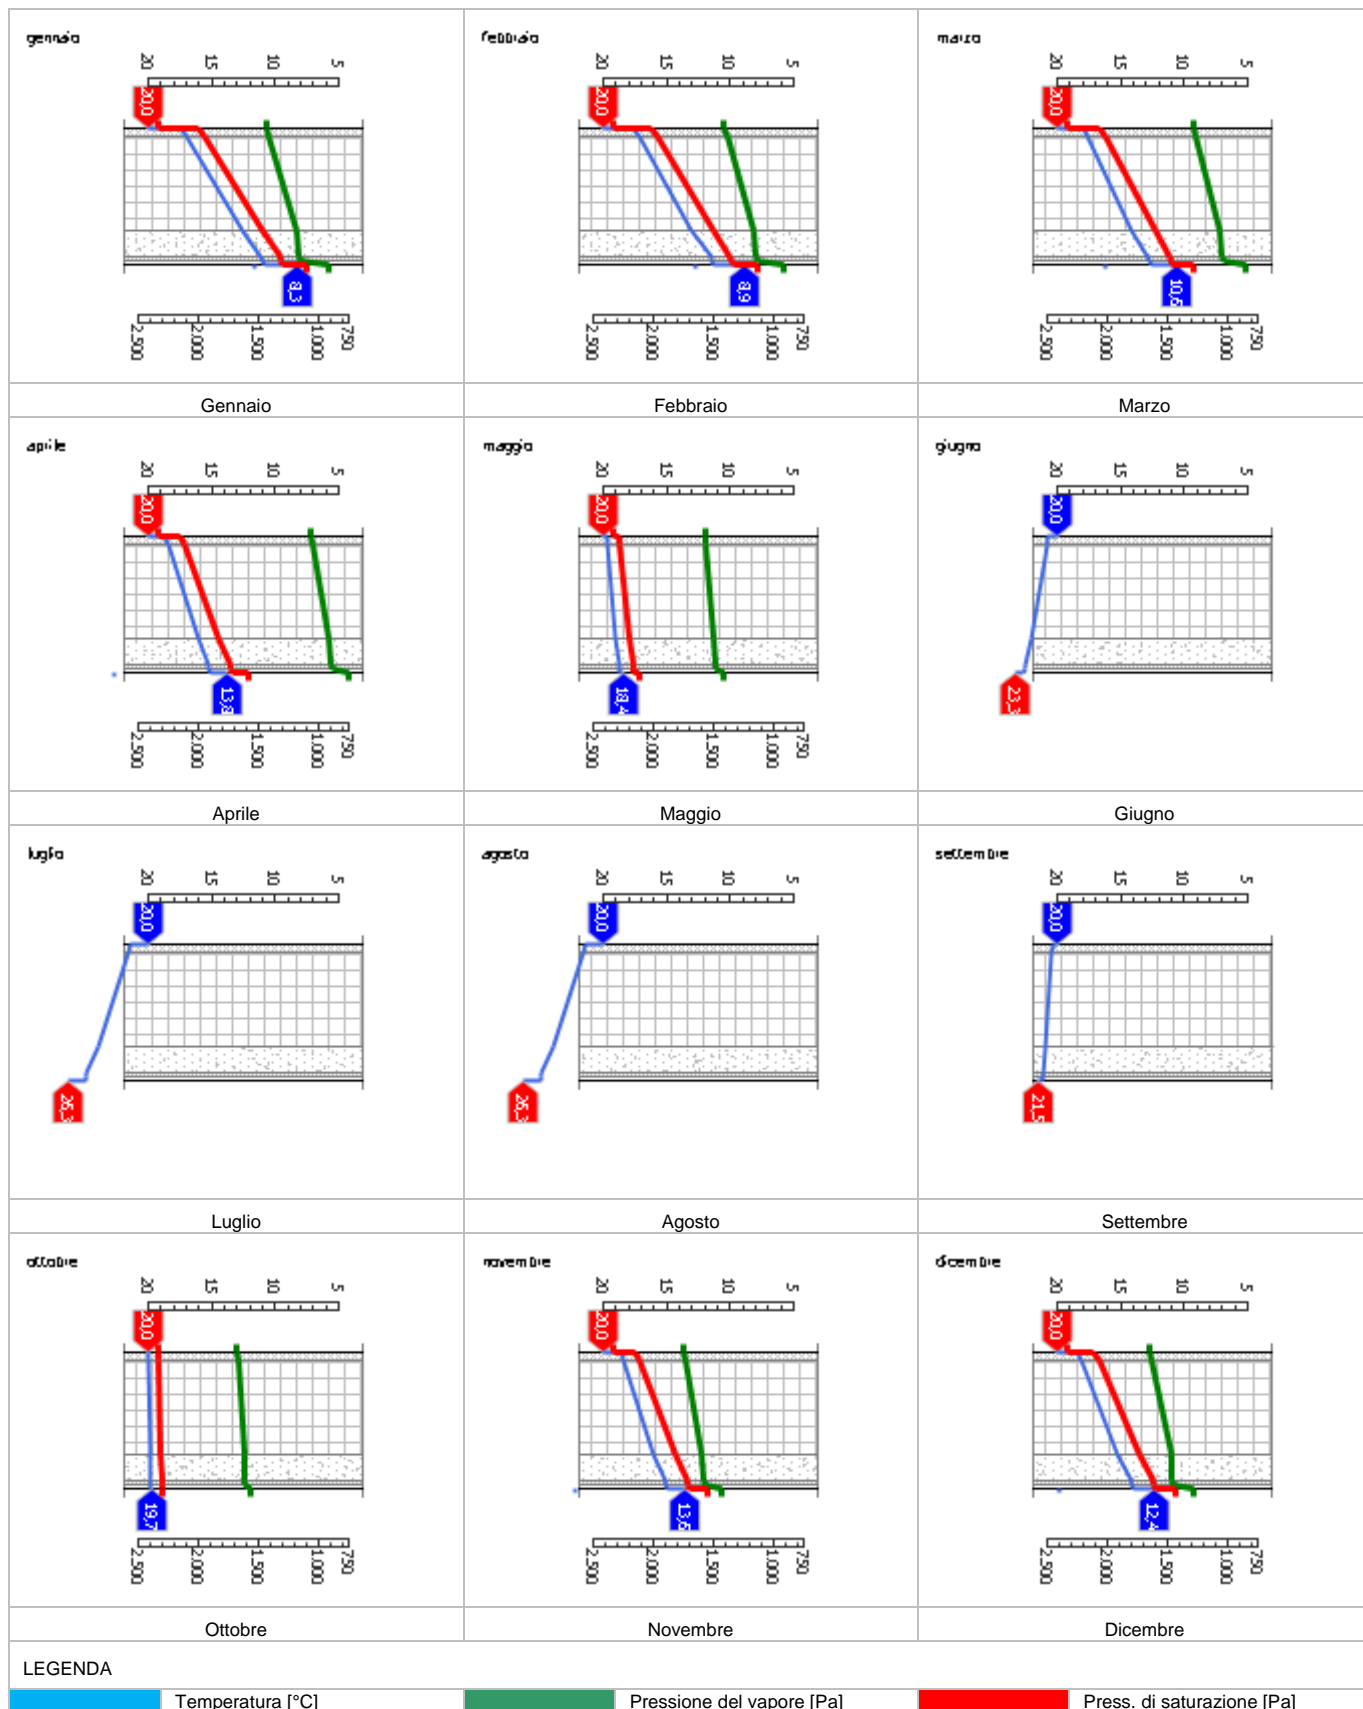 gennaio
20 15 10 5
20,0
8,3
2.500 2.000 1.500 1.000 750
Gennaio
febbraio
20 15 10 5
20,0
8,9
2.500 2.000 1.500 1.000 750
Febbraio
marzo
20 15 10 5
20,0
2.500 2.000 1.500 1.000 750
Marzo
aprile
20 15 10 5
20,0
2.500 2.000 1.500 1.000 750
Aprile
maggio
20 15 10 5
20,0
18,4
2.500 2.000 1.500 1.000 750
Maggio
giugno
20 15 10 5
20,0
23,3
Giugno
luglio
20 15 10 5
20,0
Luglio
agosto
20 15 10 5
20,0
Agosto
settembre
20 15 10 5
20,0
21,5
Settembre
ottobre
20 15 10 5
20,0
19,7
2.500 2.000 1.500 1.000 750
Ottobre
novembre
20 15 10 5
20,0
2.500 2.000 1.500 1.000 750
Novembre
dicembre
20 15 10 5
20,0
12,4
2.500 2.000 1.500 1.000 750
Dicembre
LEGENDA
Temperatura [°C]
Pressione del vapore [Pa]
Press. di saturazione [Pa]